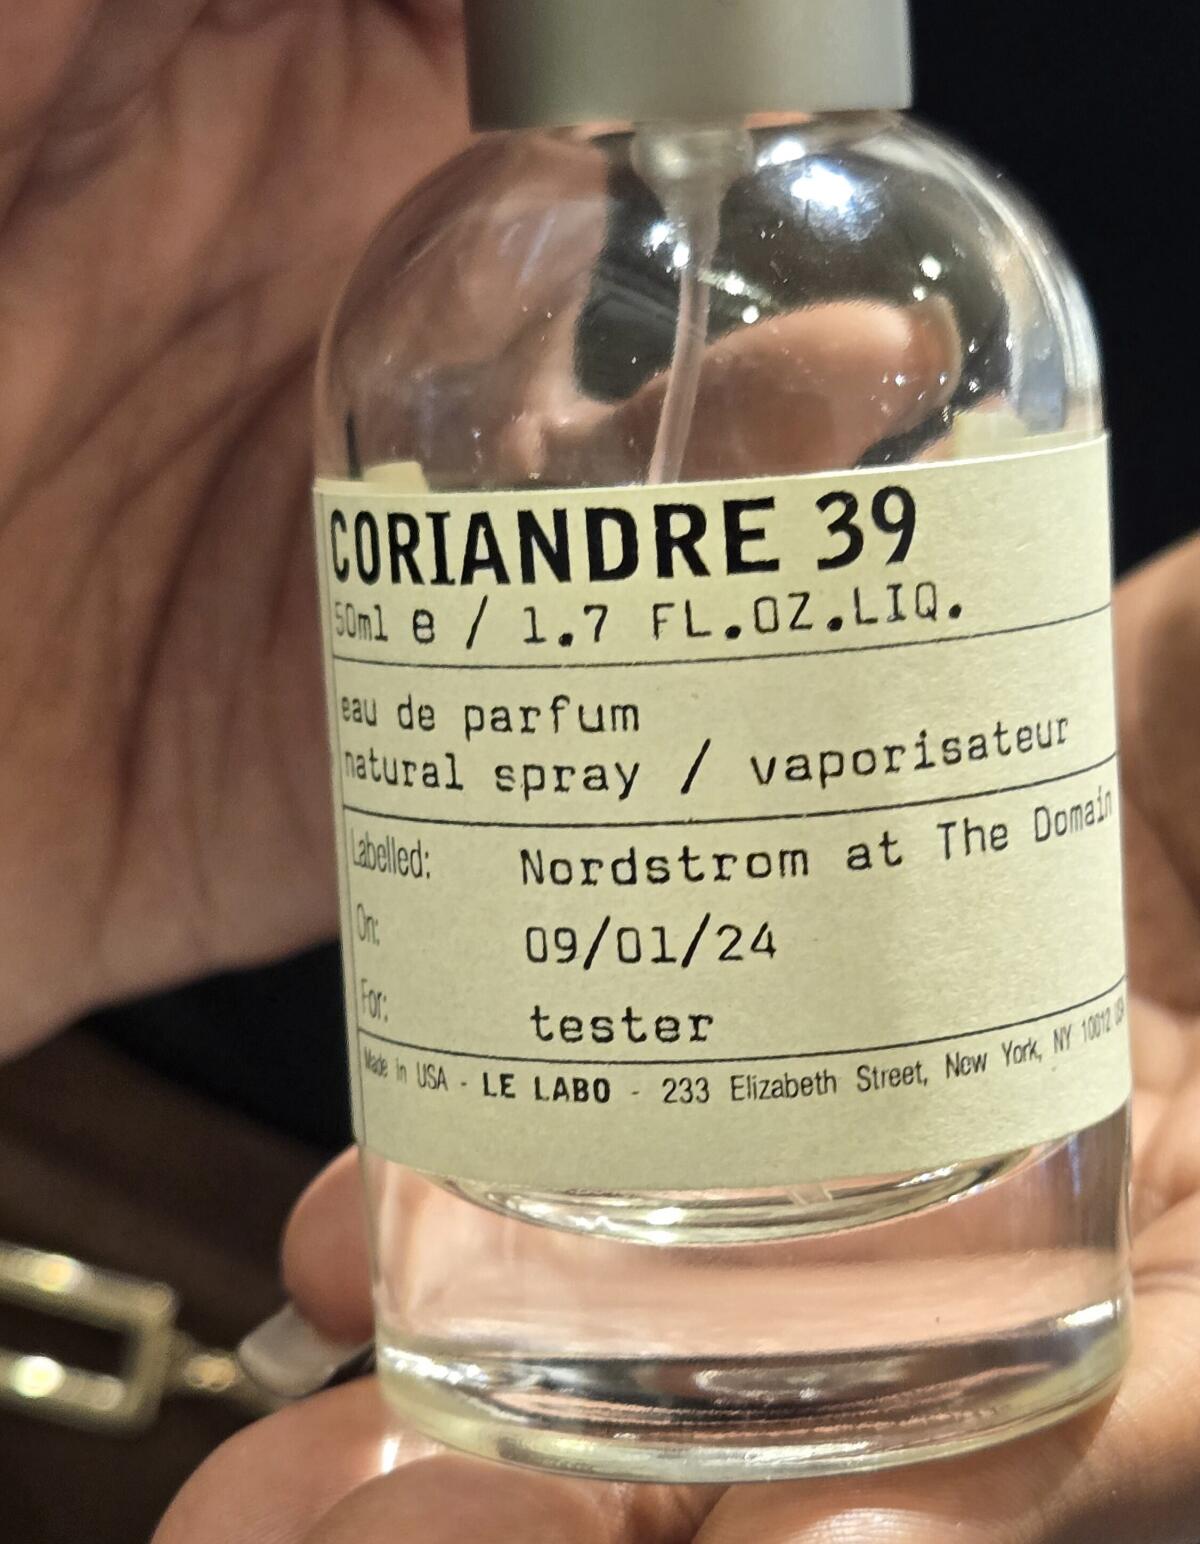 CORIANDRE 39
50ml e / 1.7 FL.OZ.LIQ.
eau de parfum
natural spray / vaporisateur
Labelled: Nordstrom at The Domain
On: 09/01/24
For: tester
Made in USA - LE LABO - 233 Elizabeth Street, New York, NY 10012 USA